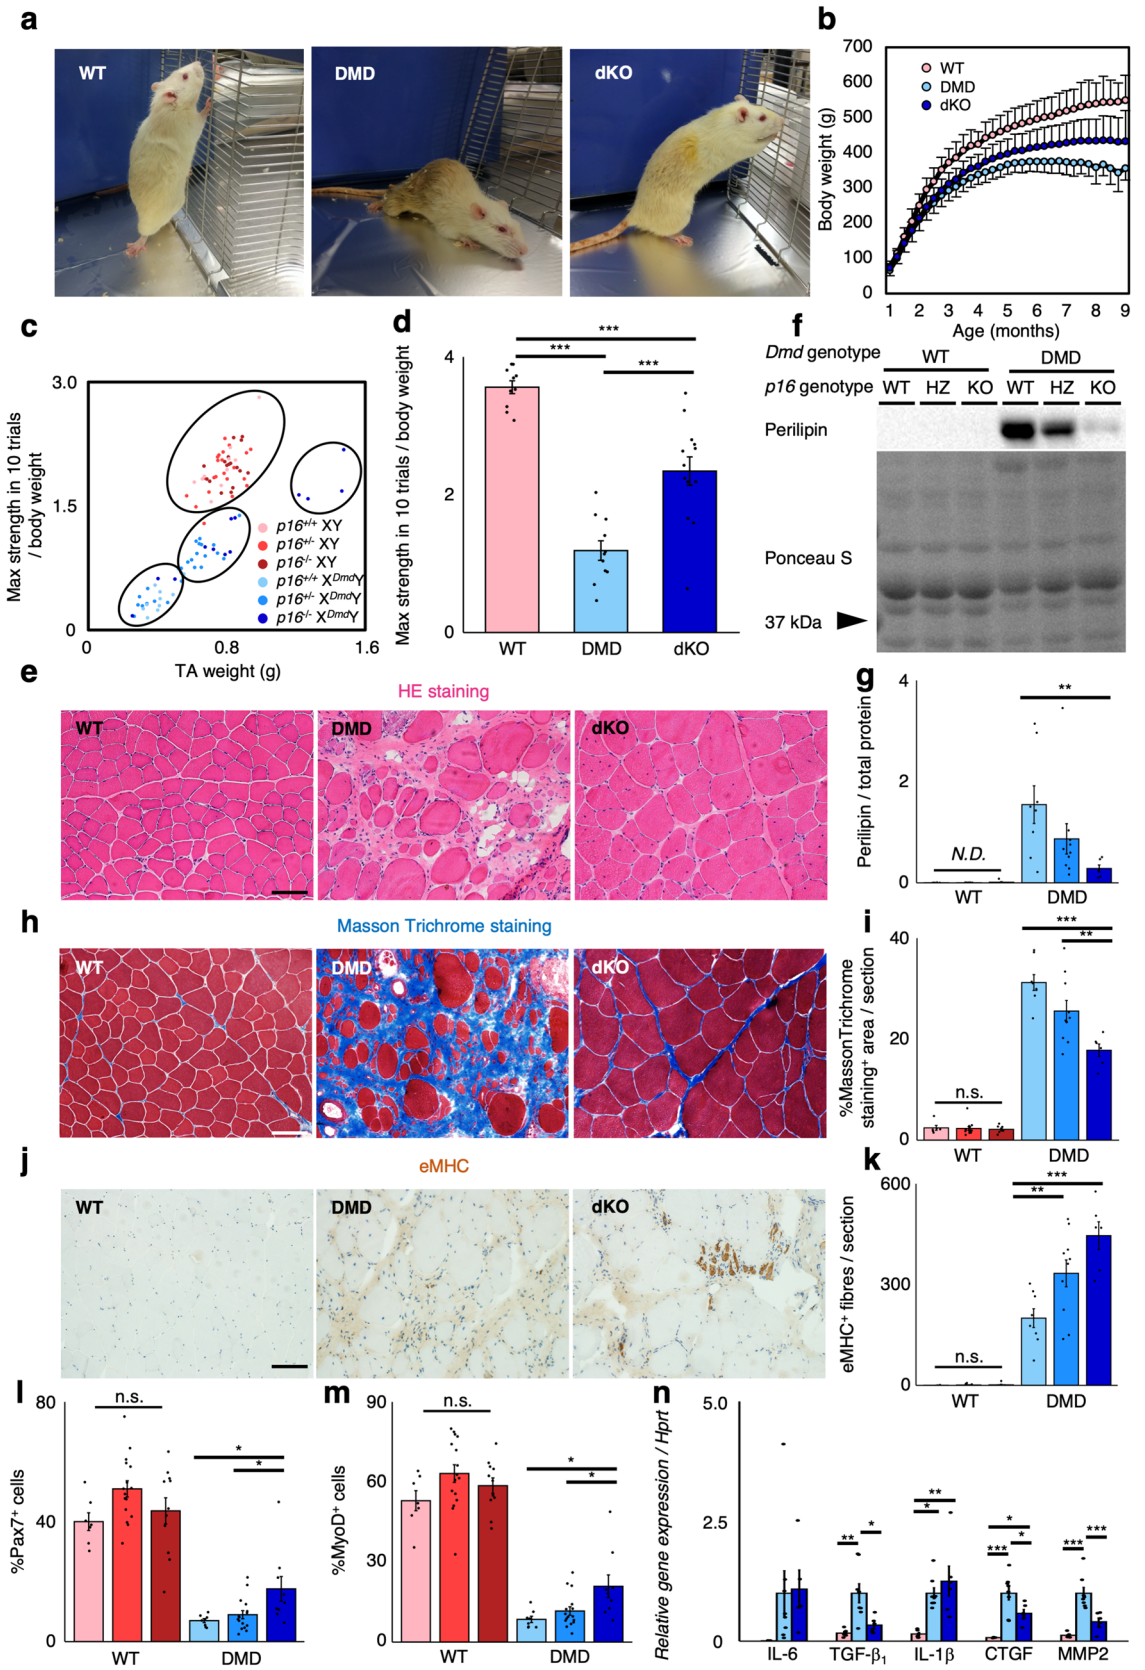 a
WT
DMD
dKO
b
Body weight (g)
700
600
500
400
300
200
100
0
WT
DMD
dKO
1 2 3 4 5 6 7 8 9
Age (months)
c
Max strength in 10 trials
/ body weight
3.0
1.5
0
p16+/+ XY
p16+/- XY
p16-/- XY
p16+/+ XDmdY
p16+/- XDmdY
p16-/- XDmdY
0 0.8 1.6
TA weight (g)
d
Max strength in 10 trials / body weight
4
2
0
***
***
***
WT DMD dKO
f
Dmd genotype WT DMD
p16 genotype WT HZ KO WT HZ KO
Perilipin
Ponceau S
37 kDa
e
HE staining
WT
DMD
dKO
g
Perilipin / total protein
4
2
0
**
N.D.
WT DMD
h
Masson Trichrome staining
WT
DMD
dKO
i
%MassonTrichrome
staining+ area / section
40
20
0
***
**
n.s.
WT DMD
j
eMHC
WT
DMD
dKO
k
eMHC+ fibres / section
600
300
0
***
**
n.s.
WT DMD
l
%Pax7+ cells
80
40
0
n.s.
*
*
WT DMD
m
%MyoD+ cells
90
60
30
0
n.s.
*
*
WT DMD
n
Relative gene expression / Hprt
5.0
2.5
0
** *
**
*
*
*** *
*** ***
IL-6 TGF-β1 IL-1β CTGF MMP2